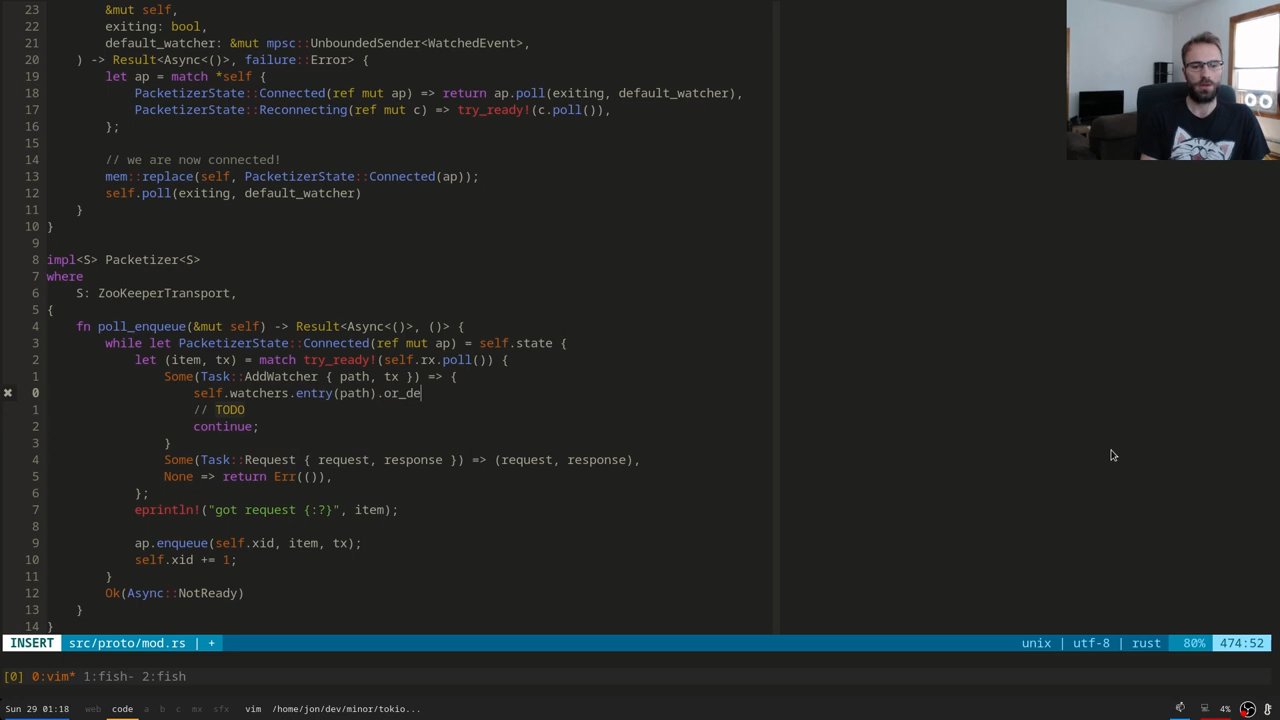 23 &mut self,
22 exiting: bool,
21 default_watcher: &mut mpsc::UnboundedSender<WatchedEvent>,
20 ) -> Result<Async<()>, failure::Error> {
19 let ap = match *self {
18 PacketizerState::Connected(ref mut ap) => return ap.poll(exiting, default_watcher),
17 PacketizerState::Reconnecting(ref mut c) => try_ready!(c.poll()),
16 };
15
14 // we are now connected!
13 mem::replace(self, PacketizerState::Connected(ap));
12 self.poll(exiting, default_watcher)
11 }
10 }
9
8 impl<S> Packetizer<S>
7 where
6 S: ZooKeeperTransport,
5 {
4 fn poll_enqueue(&mut self) -> Result<Async<()>, ()> {
3 while let PacketizerState::Connected(ref mut ap) = self.state {
2 let (item, tx) = match try_ready!(self.rx.poll()) {
1 Some(Task::AddWatcher { path, tx }) => {
✖ 0 self.watchers.entry(path).or_de
1 // TODO
2 continue;
3 }
4 Some(Task::Request { request, response }) => (request, response),
5 None => return Err(()),
6 };
7 eprintln!("got request {:?}", item);
8
9 ap.enqueue(self.xid, item, tx);
10 self.xid += 1;
11 }
12 Ok(Async::NotReady)
13 }
14 }
INSERT src/proto/mod.rs | + unix | utf-8 | rust 80% 474:52
[0] 0:vim* 1:fish- 2:fish
Sun 29 01:18 web code a b c mx sfx vim /home/jon/dev/minor/tokio... 4%